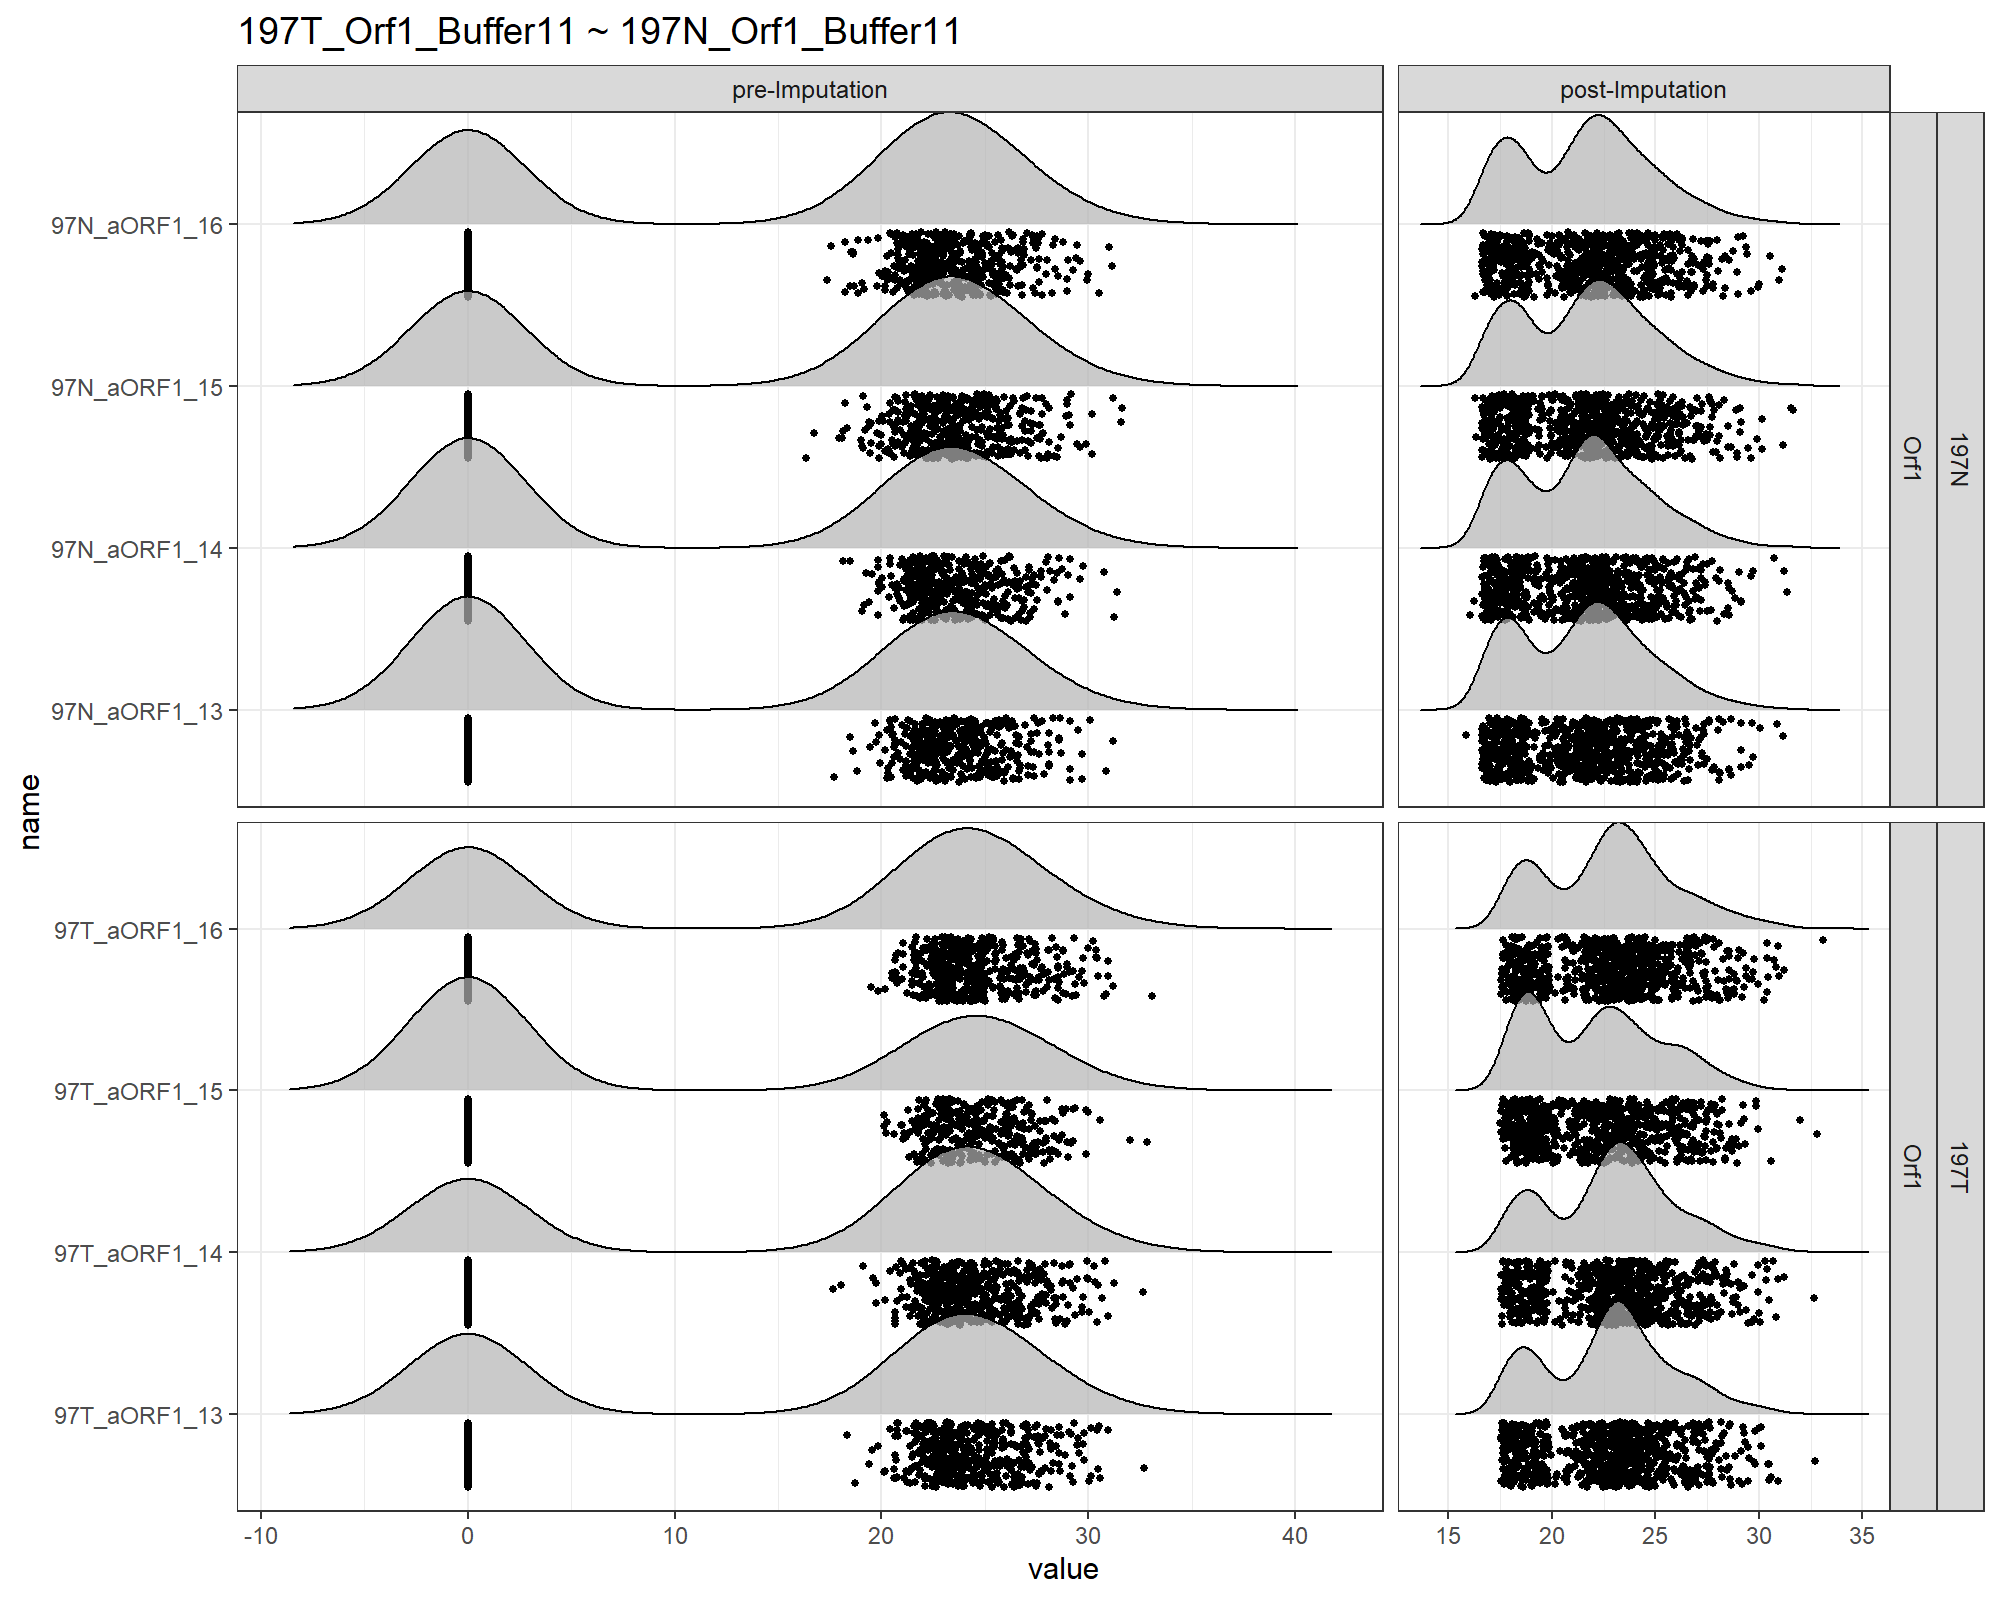 197T_Orf1_Buffer11 ~ 197N_Orf1_Buffer11
pre-Imputation
post-Imputation
97N_aORF1_16
97N_aORF1_15
97N_aORF1_14
97N_aORF1_13
Orf1
197N
name
97T_aORF1_16
97T_aORF1_15
97T_aORF1_14
97T_aORF1_13
Orf1
197T
-10 0 10 20 30 40
15 20 25 30 35
value